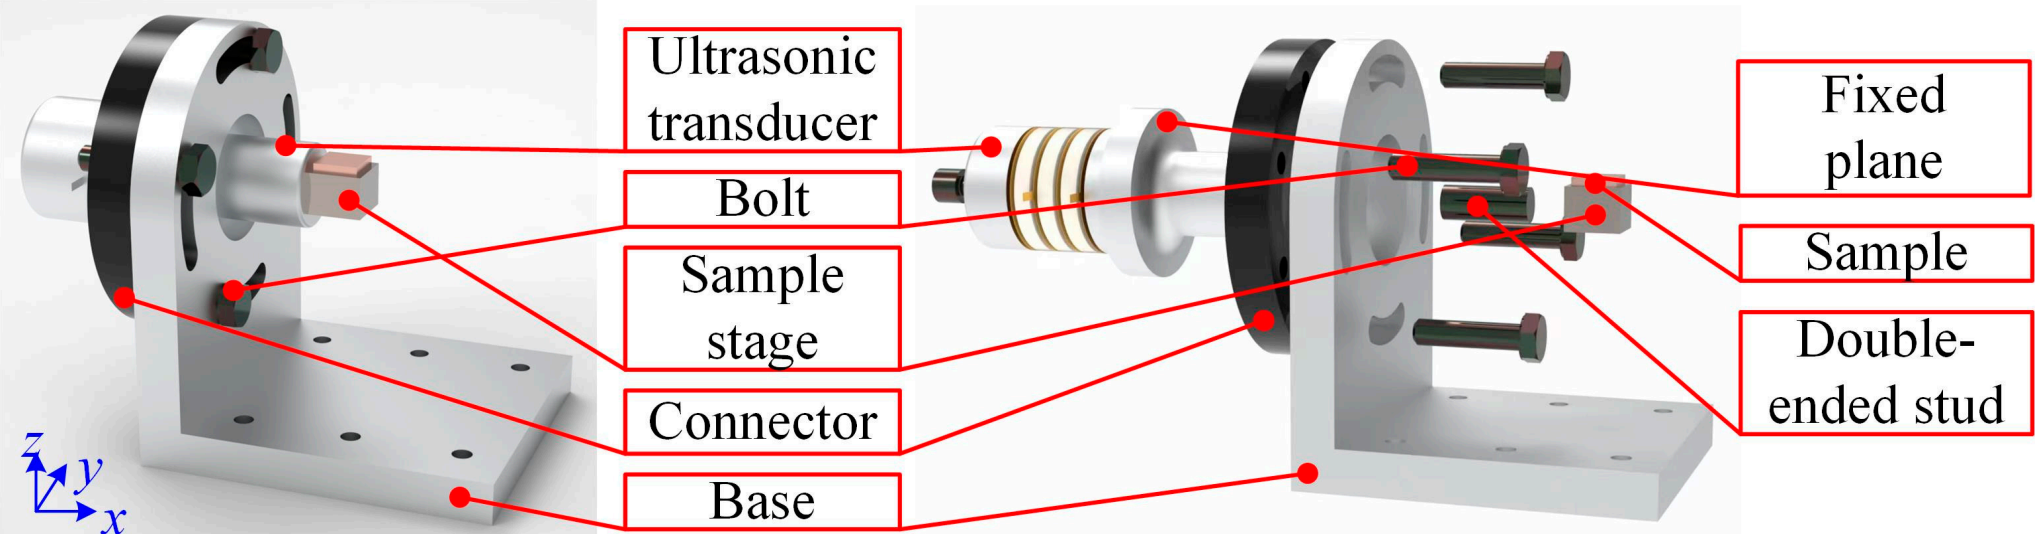 Ultrasonic
transducer
Bolt
Sample
stage
Connector
Base
Fixed
plane
Sample
Double-
ended stud
z
y
x